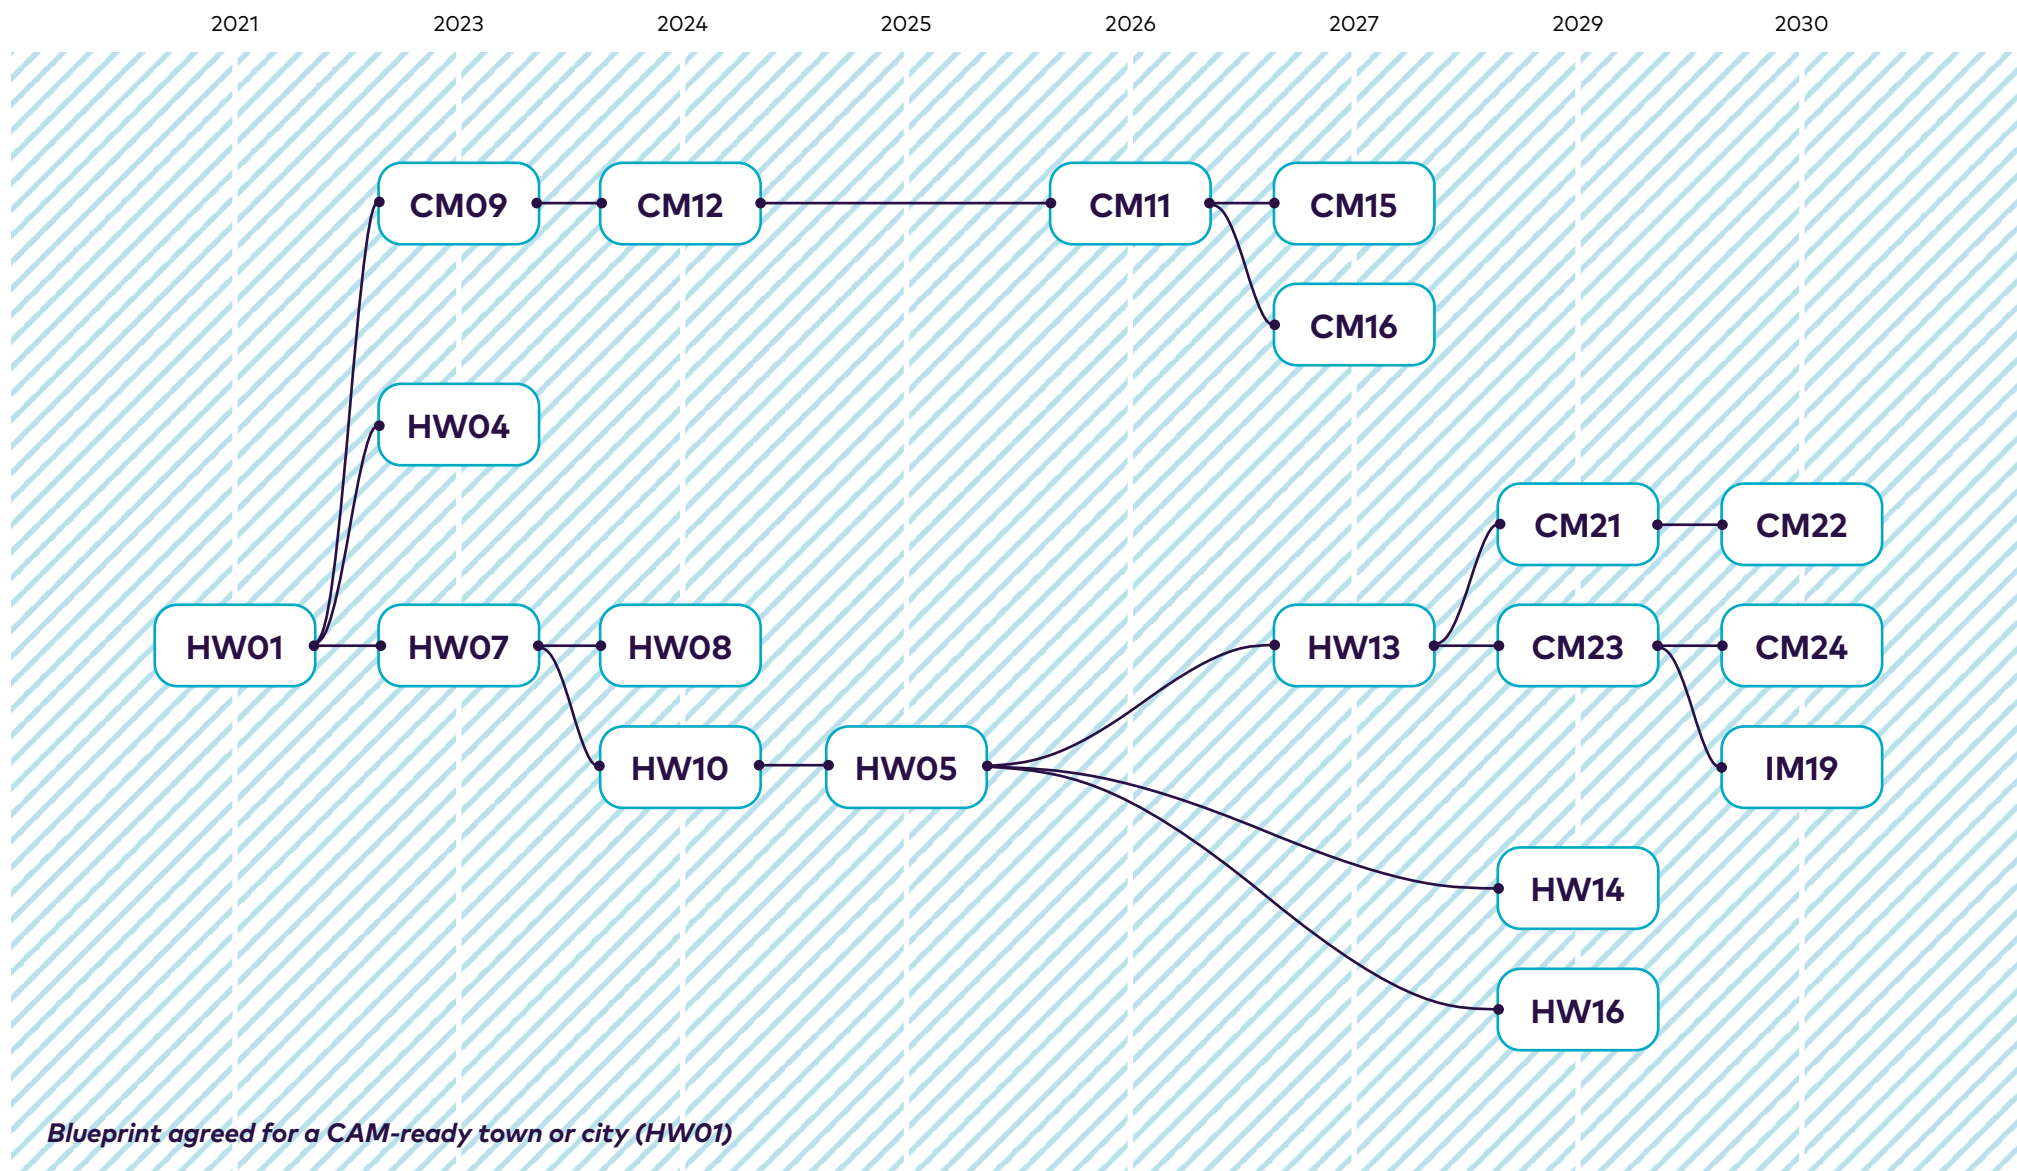 2021 2023 2024 2025 2026 2027 2029 2030
CM09 CM12 CM11 CM15
CM16
HW04
CM21 CM22
HW01 HW07 HW08 HW13 CM23 CM24
HW10 HW05 IM19
HW14
HW16
Blueprint agreed for a CAM-ready town or city (HW01)